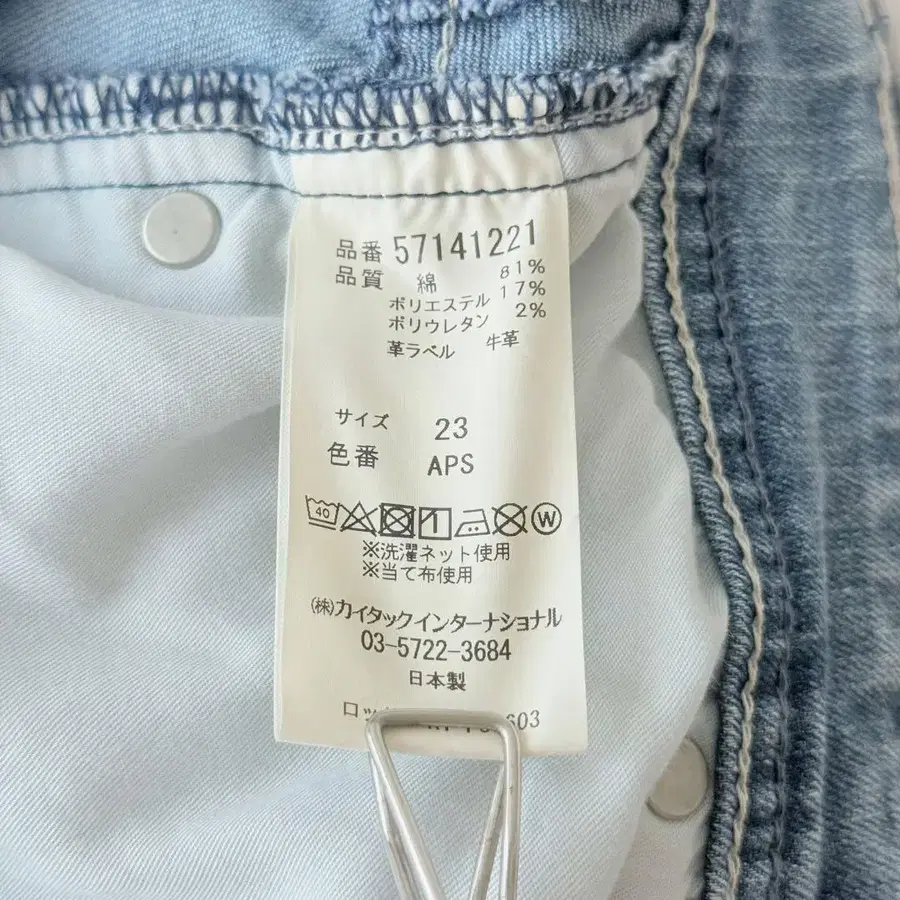 品番 57141221
品質 綿 81%
ポリエステル 17%
ポリウレタン 2%
革ラベル 牛革
サイズ 23
色番 APS
40 W
※洗濯ネット使用
※当て布使用
(株)カイタックインターナショナル
03-5722-3684
日本製
603